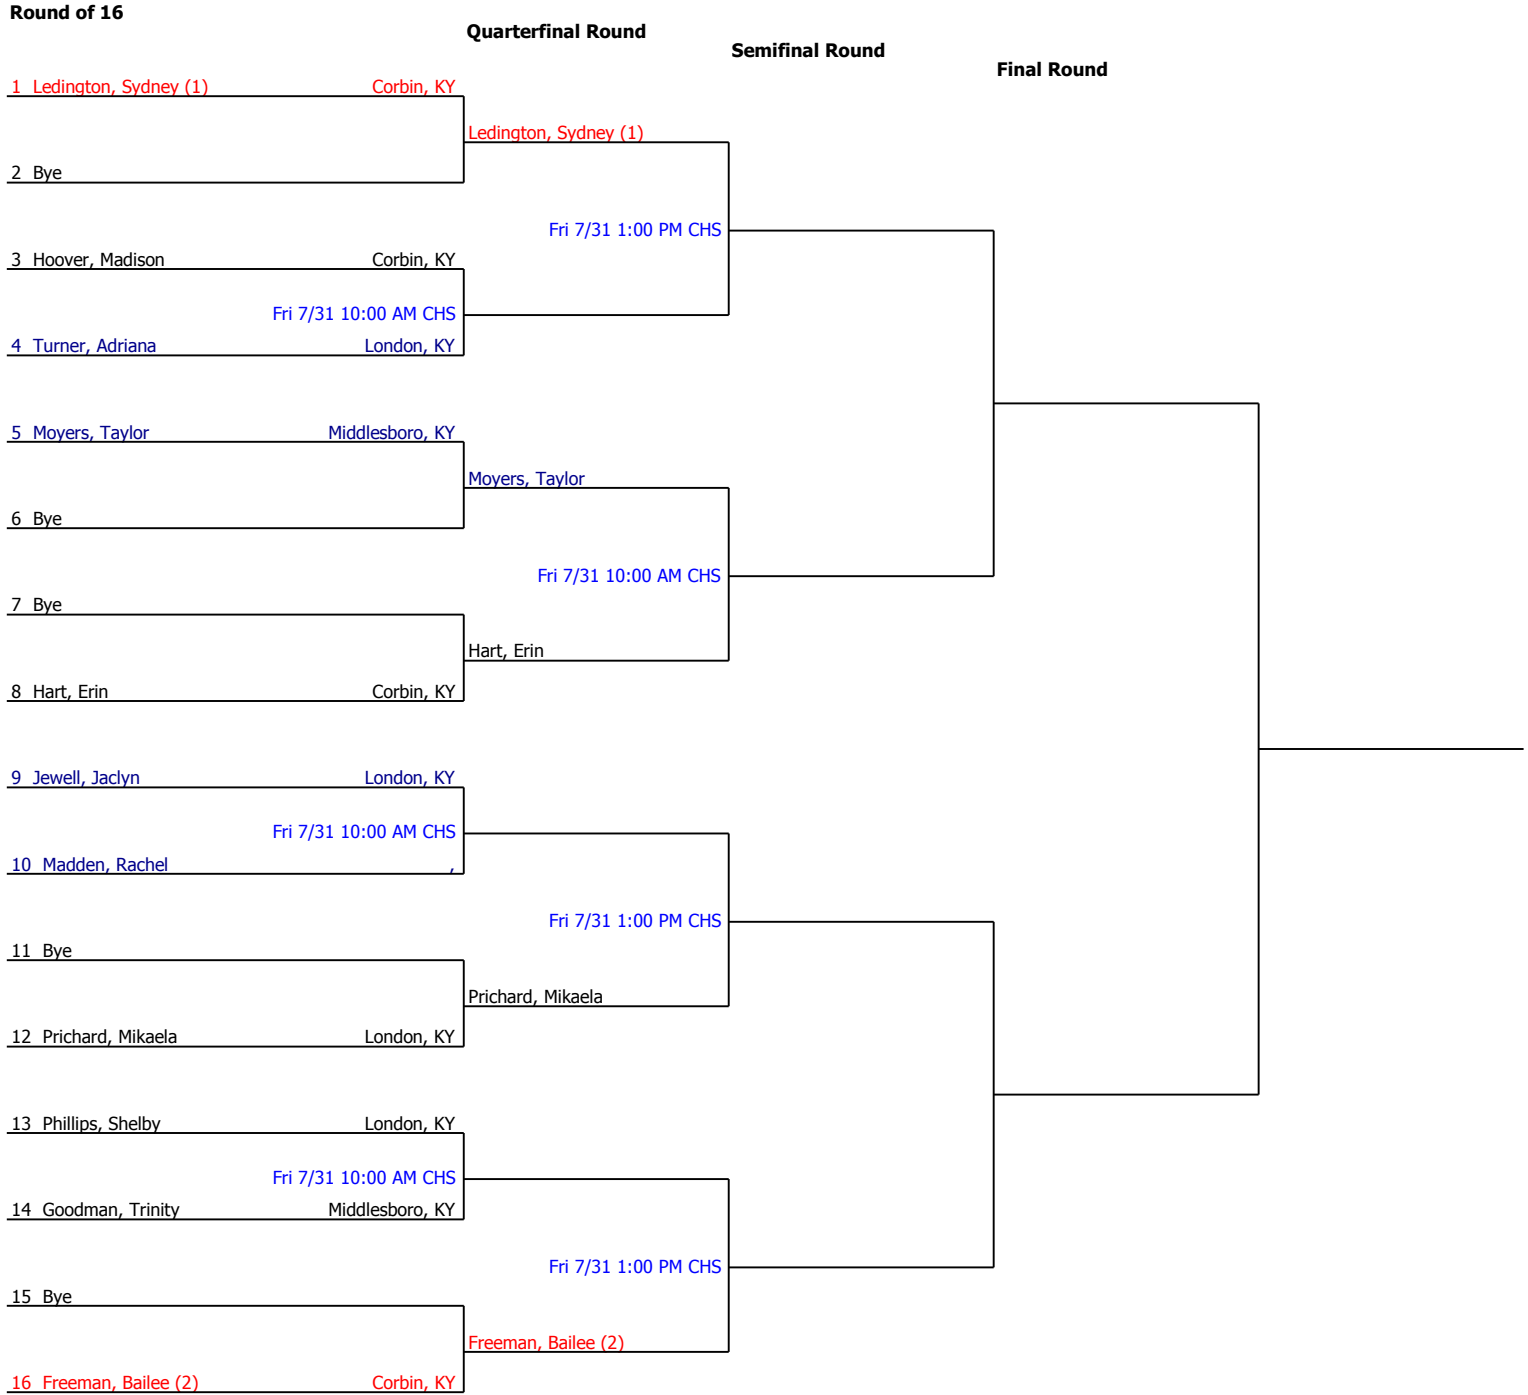 Round of 16
Quarterfinal Round
Semifinal Round
Final Round
1 Ledington, Sydney (1) Corbin, KY
Ledington, Sydney (1)
2 Bye
Fri 7/31 1:00 PM CHS
3 Hoover, Madison Corbin, KY
Fri 7/31 10:00 AM CHS
4 Turner, Adriana London, KY
5 Moyers, Taylor Middlesboro, KY
Moyers, Taylor
6 Bye
Fri 7/31 10:00 AM CHS
7 Bye
Hart, Erin
8 Hart, Erin Corbin, KY
9 Jewell, Jaclyn London, KY
Fri 7/31 10:00 AM CHS
10 Madden, Rachel ,
Fri 7/31 1:00 PM CHS
11 Bye
Prichard, Mikaela
12 Prichard, Mikaela London, KY
13 Phillips, Shelby London, KY
Fri 7/31 10:00 AM CHS
14 Goodman, Trinity Middlesboro, KY
Fri 7/31 1:00 PM CHS
15 Bye
Freeman, Bailee (2)
16 Freeman, Bailee (2) Corbin, KY